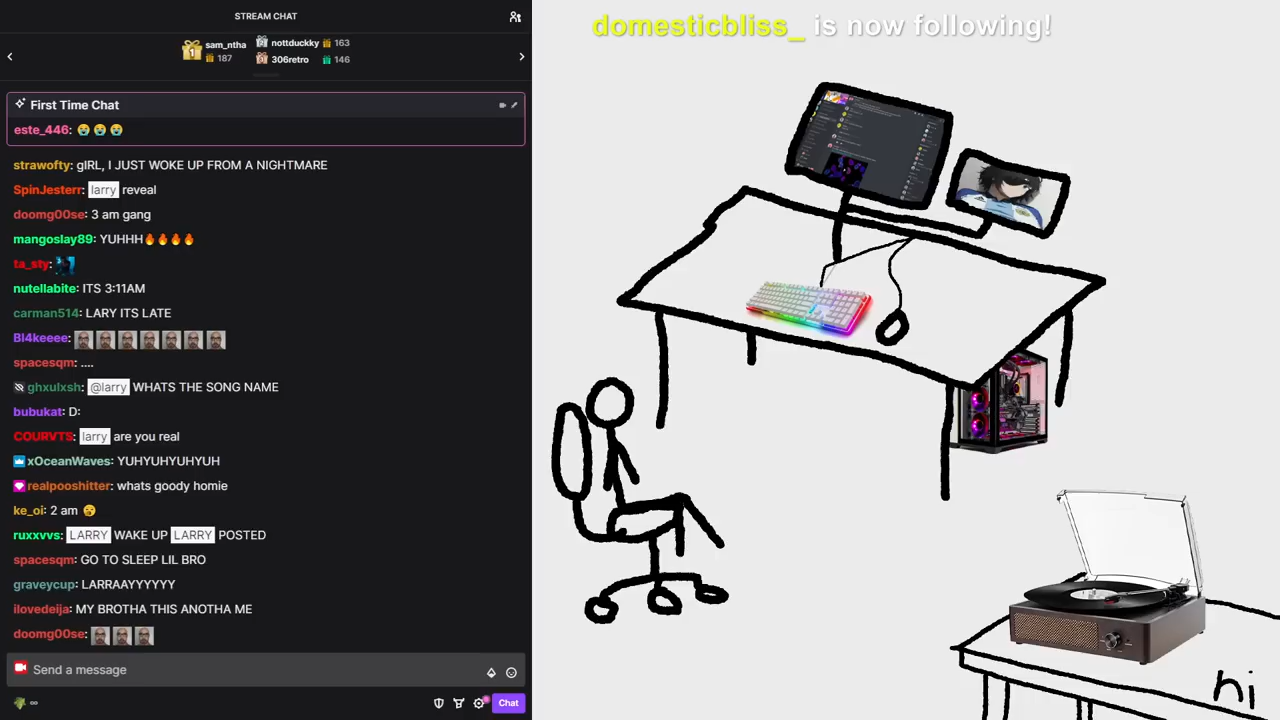 STREAM CHAT
sam_ntha
187
nottduckky 163
306retro 146
First Time Chat
este_446:
strawofty: gIRL, I JUST WOKE UP FROM A NIGHTMARE
SpinJesterr: larry reveal
doomg00se: 3 am gang
mangoslay89: YUHHH
ta_sty:
nutellabite: ITS 3:11AM
carman514: LARY ITS LATE
Bl4keeee:
spacesqm: ....
ghxulxsh: @larry WHATS THE SONG NAME
bubukat: D:
COURVTS: larry are you real
xOceanWaves: YUHYUHYUHYUH
realpooshitter: whats goody homie
ke_oi: 2 am
ruxxvvs: LARRY WAKE UP LARRY POSTED
spacesqm: GO TO SLEEP LIL BRO
graveycup: LARRAAYYYYYY
ilovedeija: MY BROTHA THIS ANOTHA ME
doomg00se:
Send a message
∞
Chat
domesticbliss_ is now following!
hi